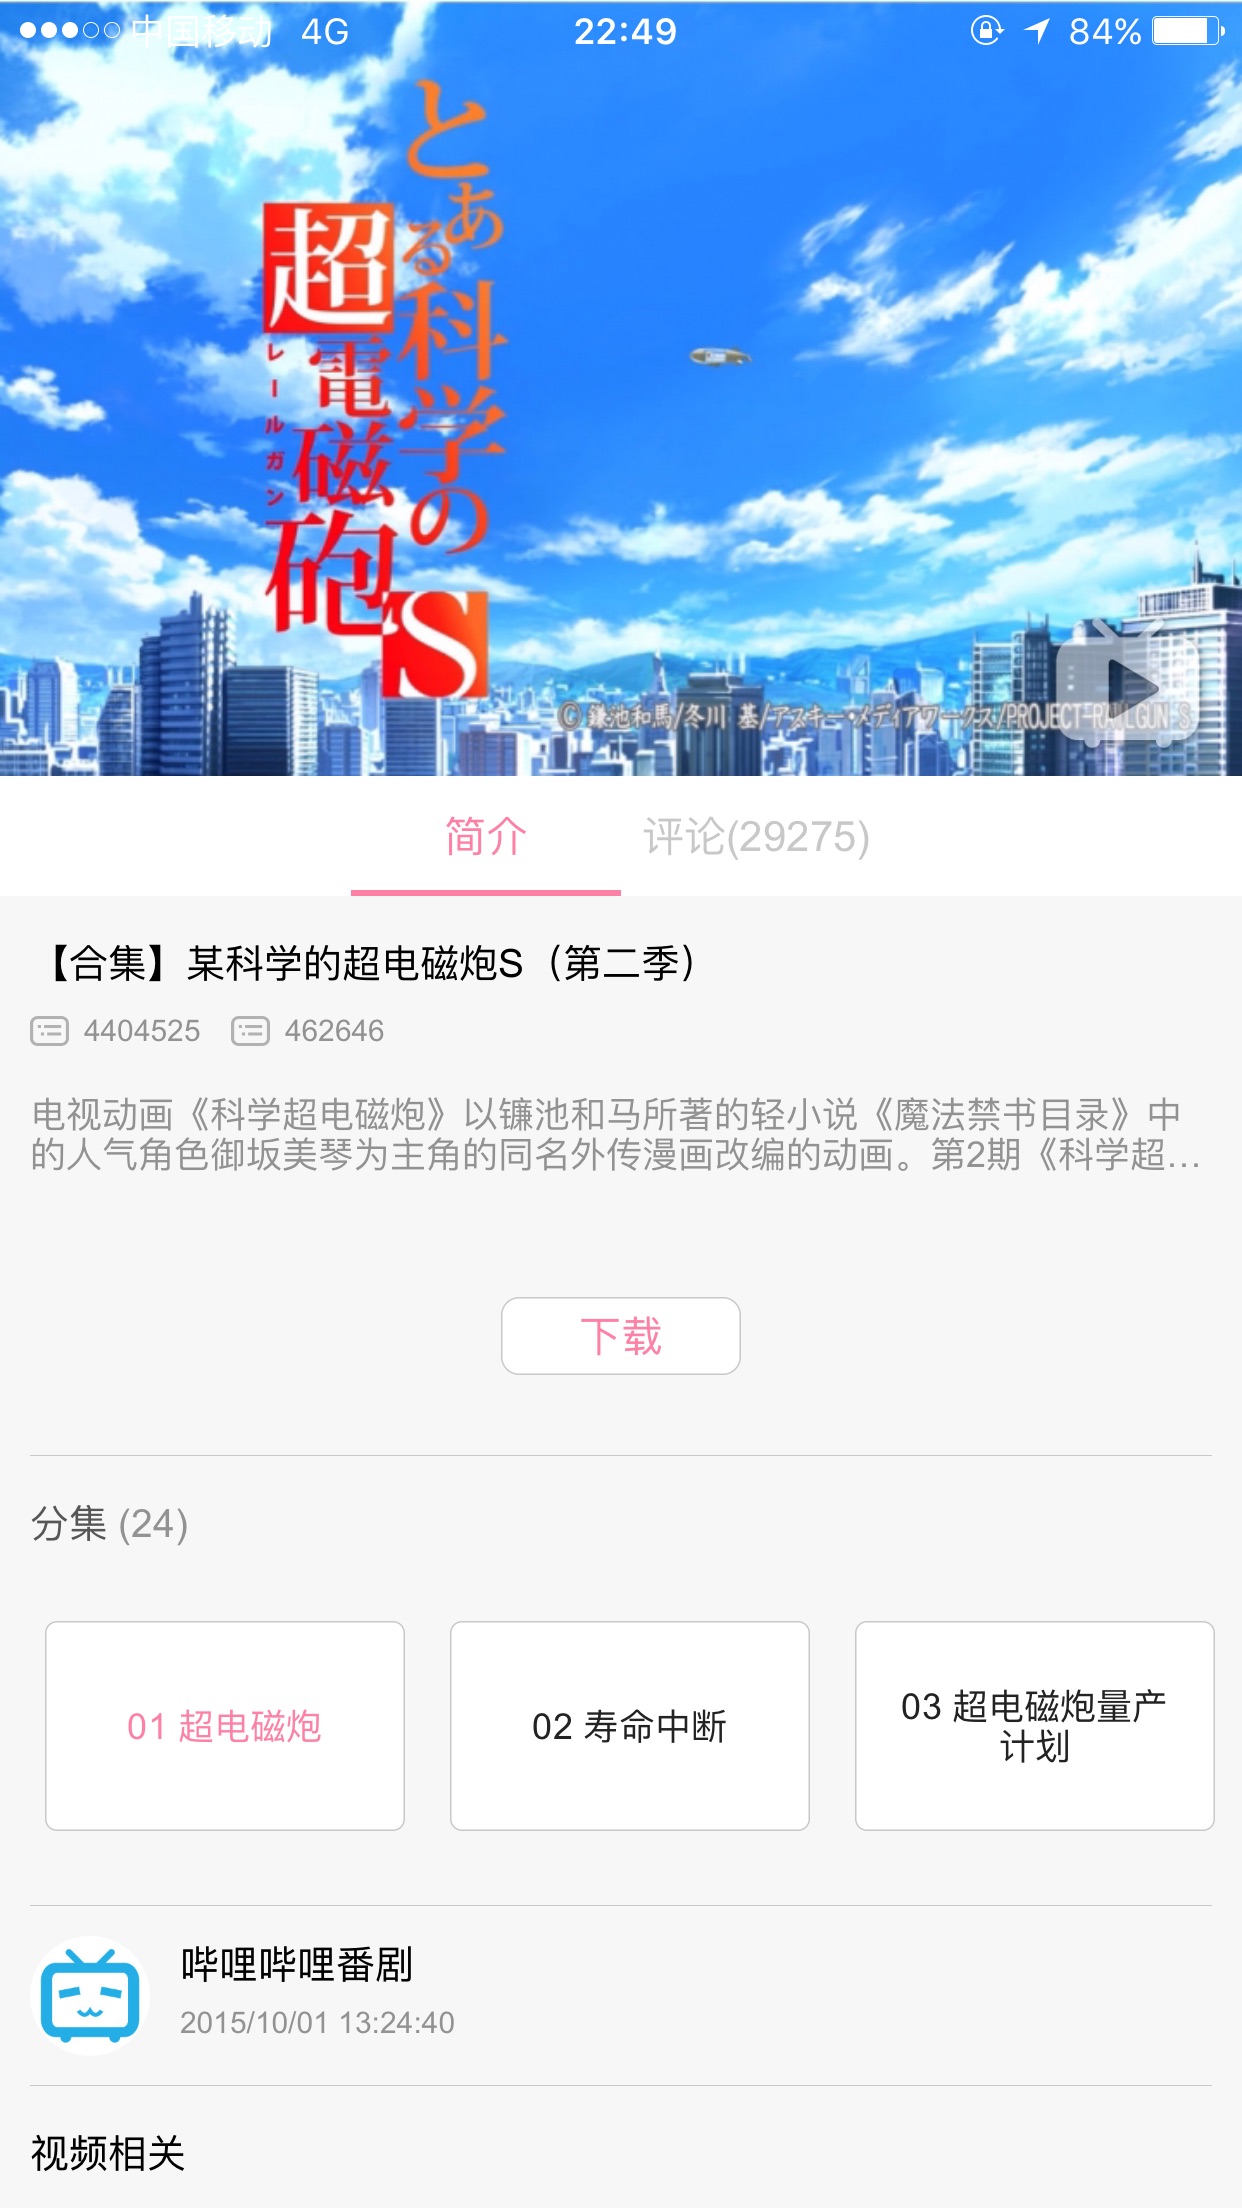 中国移动 4G 22:49 84%
とある科学の
超電磁砲S
レールガン
©鎌池和馬/冬川 基/アスキー・メディアワークス/PROJECT-RAILGUN S
简介 评论(29275)
【合集】某科学的超电磁炮S（第二季）
4404525 462646
电视动画《科学超电磁炮》以镰池和马所著的轻小说《魔法禁书目录》中
的人气角色御坂美琴为主角的同名外传漫画改编的动画。第2期《科学超...
下载
分集 (24)
01 超电磁炮
02 寿命中断
03 超电磁炮量产
计划
哔哩哔哩番剧
2015/10/01 13:24:40
视频相关